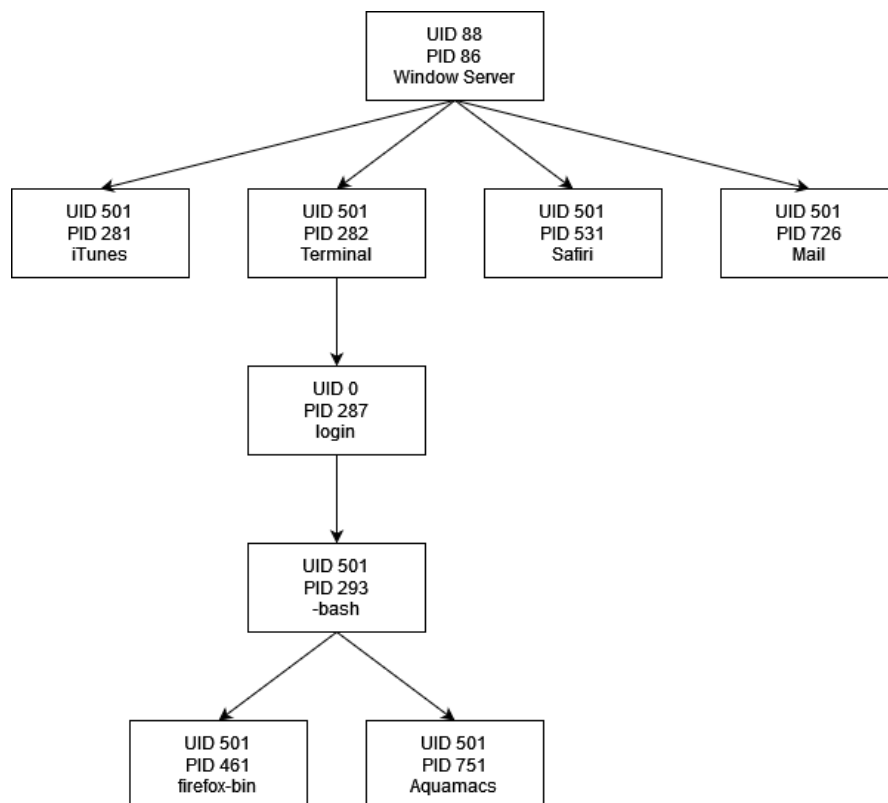 UID 88
PID 86
Window Server
UID 501
PID 281
iTunes
UID 501
PID 282
Terminal
UID 501
PID 531
Safiri
UID 501
PID 726
Mail
UID 0
PID 287
login
UID 501
PID 293
-bash
UID 501
PID 461
firefox-bin
UID 501
PID 751
Aquamacs